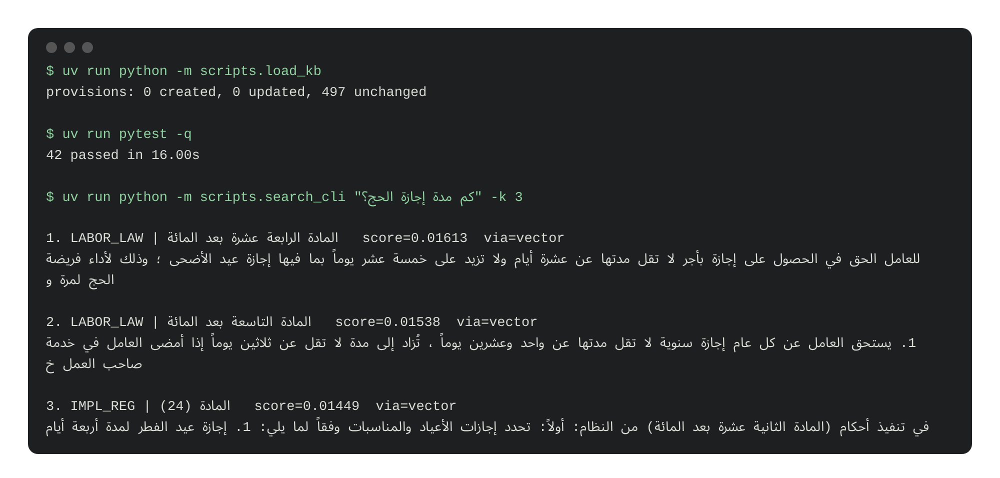 $ uv run python -m scripts.load_kb
provisions: 0 created, 0 updated, 497 unchanged
$ uv run pytest -q
42 passed in 16.00s
$ uv run python -m scripts.search_cli "كم مدة إجازة الحج؟" -k 3
1. LABOR_LAW | المادة الرابعة عشرة بعد المائة score=0.01613 via=vector
للعامل الحق في الحصول على إجازة بأجر لا تقل مدتها عن عشرة أيام ولا تزيد على خمسة عشر يوماً بما فيها إجازة عيد الأضحى ؛ وذلك لأداء فريضة
الحج لمرة و
2. LABOR_LAW | المادة التاسعة بعد المائة score=0.01538 via=vector
1. يستحق العامل عن كل عام إجازة سنوية لا تقل مدتها عن واحد وعشرين يوماً ، تُزاد إلى مدة لا تقل عن ثلاثين يوماً إذا أمضى العامل في خدمة
صاحب العمل خ
3. IMPL_REG | المادة (24) score=0.01449 via=vector
في تنفيذ أحكام (المادة الثانية عشرة بعد المائة) من النظام: أولاً: تحدد إجازات الأعياد والمناسبات وفقاً لما يلي: 1. إجازة عيد الفطر لمدة أربعة أيام